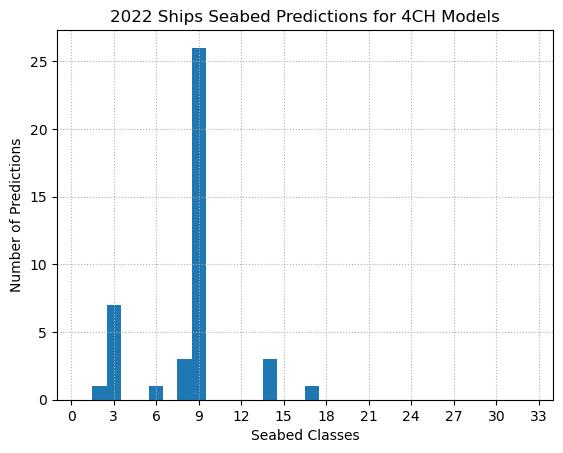 2022 Ships Seabed Predictions for 4CH Models
Number of Predictions
25
20
15
10
5
0
0 3 6 9 12 15 18 21 24 27 30 33
Seabed Classes